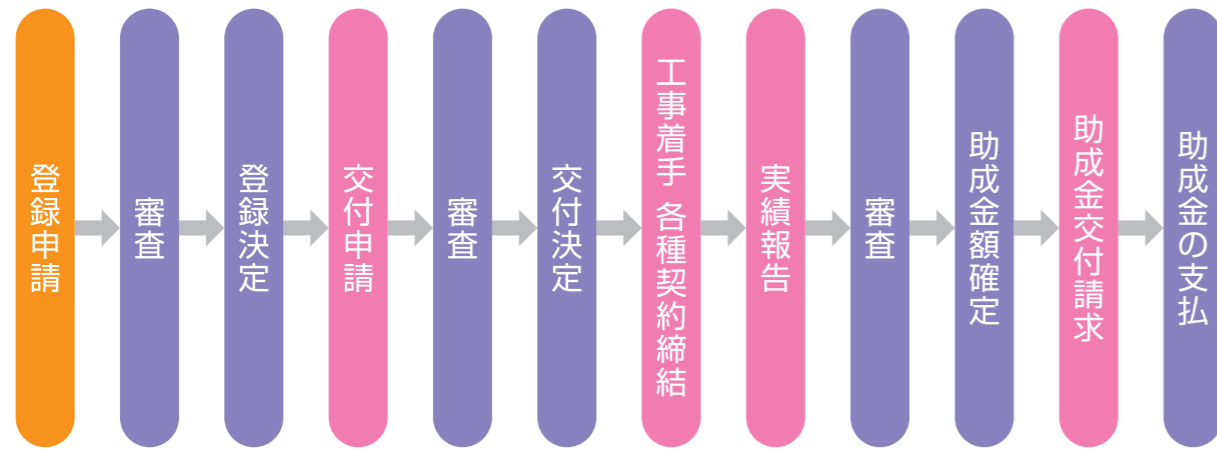 登録申請
審査
登録決定
交付申請
審査
交付決定
工事着手 各種契約締結
実績報告
審査
助成金額確定
助成金交付請求
助成金の支払